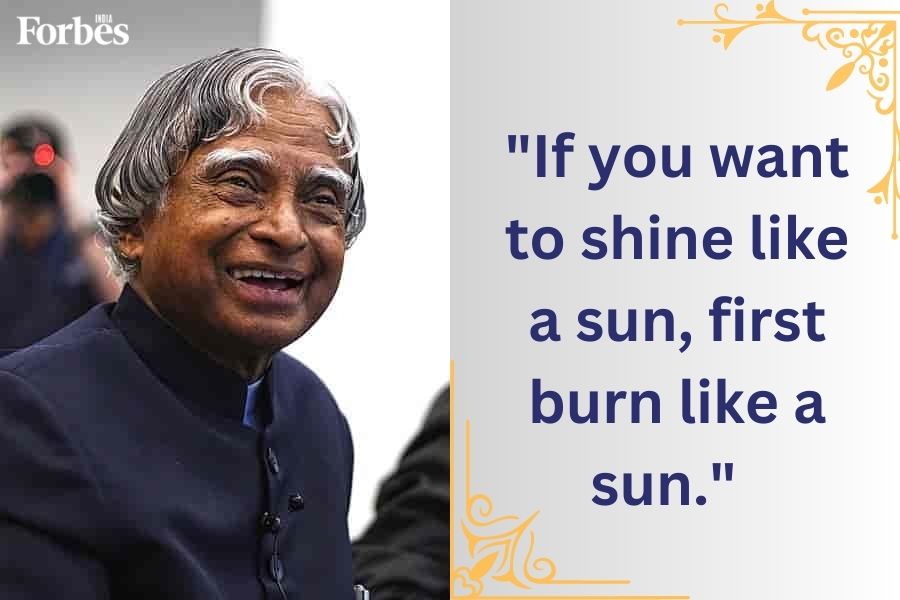 Forbes
INDIA
"If you want
to shine like
a sun, first
burn like a
sun."